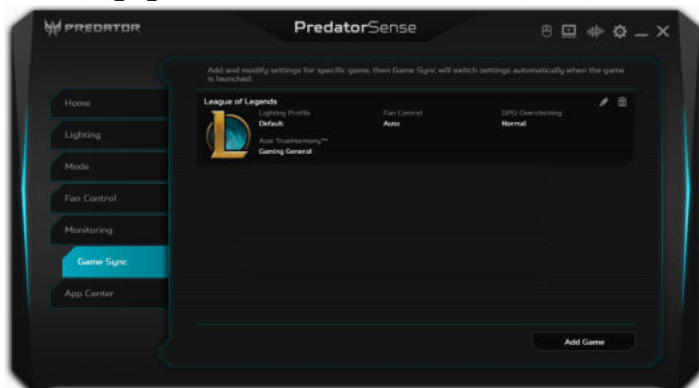 PREDATOR
PredatorSense
Add and modify settings for specific game, then Game Sync will switch settings automatically when the game
is launched.
Home
Lighting
Mode
Fan Control
Monitoring
Game Sync
App Center
League of Legends
Lighting Profile Fan Control GPU Overclocking
Default Auto Normal
Acer TrueHarmony™
Gaming General
Add Game